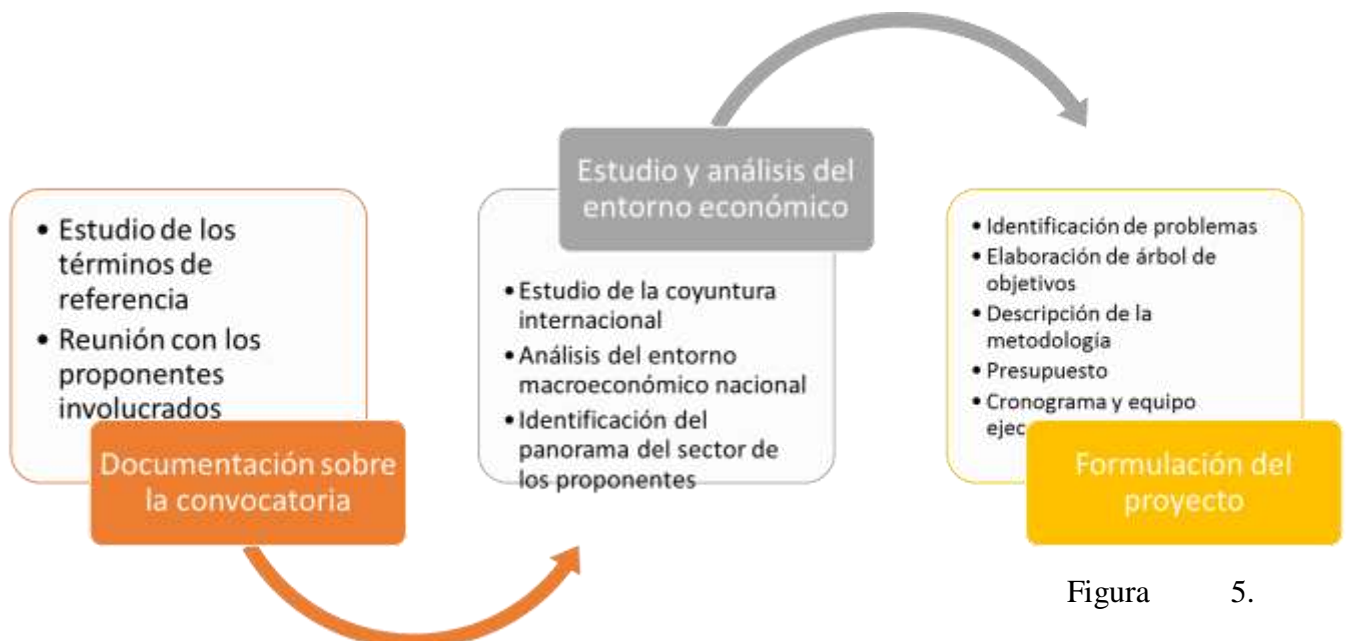 • Estudio de los
términos de
referencia
• Reunión con los
proponentes
involucrados
Documentación sobre
la convocatoria
Estudio y análisis del
entorno económico
• Estudio de la coyuntura
internacional
• Análisis del entorno
macroeconómico nacional
• Identificación del
panorama del sector de
los proponentes
• Identificación de problemas
• Elaboración de árbol de
objetivos
• Descripción de la
metodología
• Presupuesto
• Cronograma y equipo
Formulación del
proyecto
Figura 5.